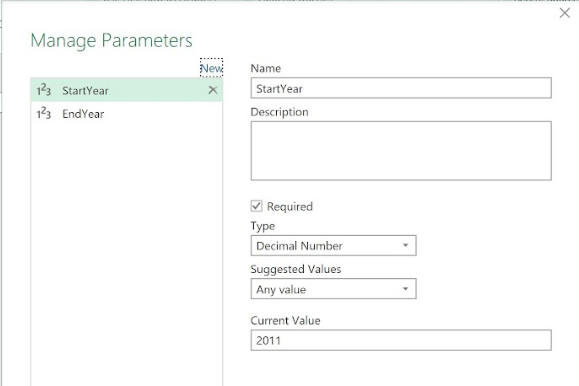 Manage Parameters
New
1²3 StartYear
1²3 EndYear
Name
StartYear
Description
Required
Type
Decimal Number
Suggested Values
Any value
Current Value
2011